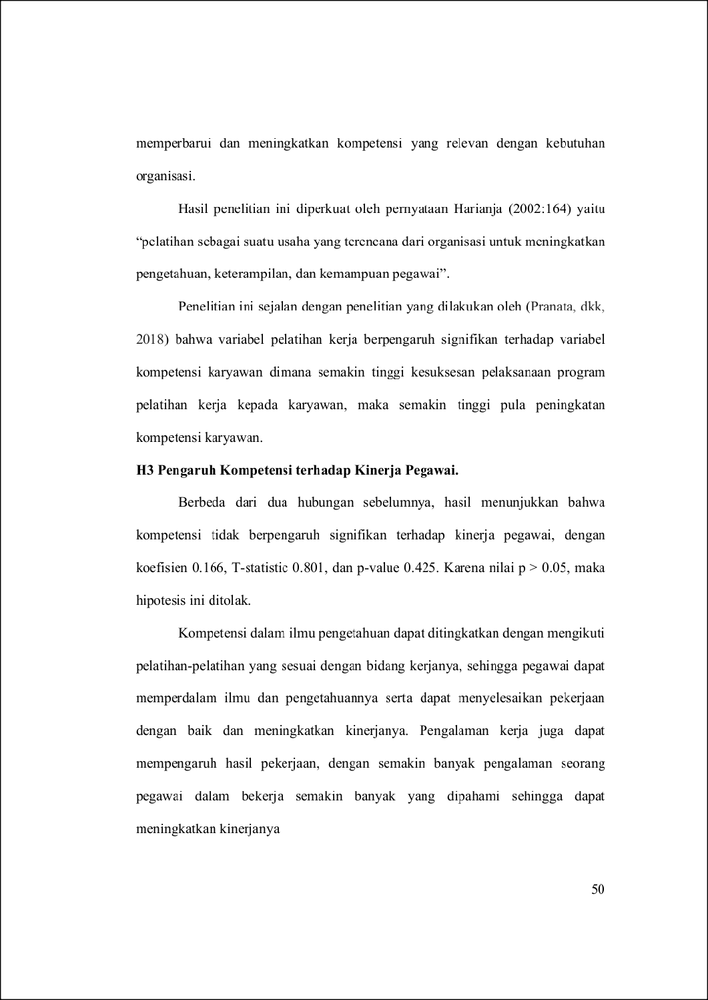 memperbarui dan meningkatkan kompetensi yang relevan dengan kebutuhan
organisasi.
Hasil penelitian ini diperkuat oleh pernyataan Harianja (2002:164) yaitu
“pelatihan sebagai suatu usaha yang terencana dari organisasi untuk meningkatkan
pengetahuan, keterampilan, dan kemampuan pegawai”.
Penelitian ini sejalan dengan penelitian yang dilakukan oleh (Pranata, dkk,
2018) bahwa variabel pelatihan kerja berpengaruh signifikan terhadap variabel
kompetensi karyawan dimana semakin tinggi kesuksesan pelaksanaan program
pelatihan kerja kepada karyawan, maka semakin tinggi pula peningkatan
kompetensi karyawan.
H3 Pengaruh Kompetensi terhadap Kinerja Pegawai.
Berbeda dari dua hubungan sebelumnya, hasil menunjukkan bahwa
kompetensi tidak berpengaruh signifikan terhadap kinerja pegawai, dengan
koefisien 0.166, T-statistic 0.801, dan p-value 0.425. Karena nilai p > 0.05, maka
hipotesis ini ditolak.
Kompetensi dalam ilmu pengetahuan dapat ditingkatkan dengan mengikuti
pelatihan-pelatihan yang sesuai dengan bidang kerjanya, sehingga pegawai dapat
memperdalam ilmu dan pengetahuannya serta dapat menyelesaikan pekerjaan
dengan baik dan meningkatkan kinerjanya. Pengalaman kerja juga dapat
mempengaruh hasil pekerjaan, dengan semakin banyak pengalaman seorang
pegawai dalam bekerja semakin banyak yang dipahami sehingga dapat
meningkatkan kinerjanya
50